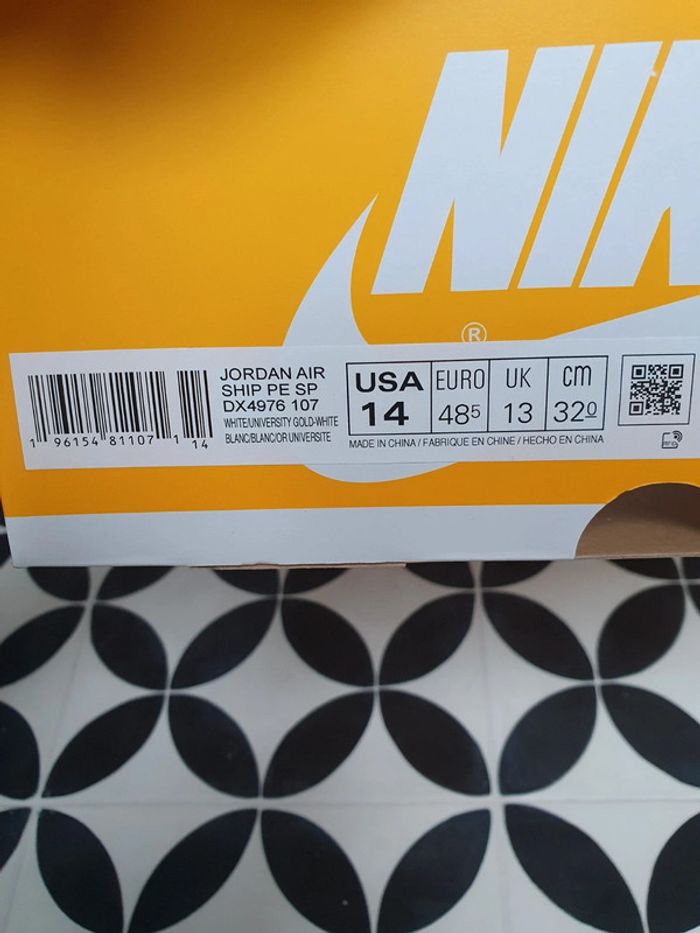 NIK
®
JORDAN AIR
SHIP PE SP
DX4976 107
WHITE/UNIVERSITY GOLD-WHITE
BLANC/BLANC/OR UNIVERSITE
1 96154 81107 1 14
USA EURO UK cm
14 485 13 320
MADE IN CHINA / FABRIQUE EN CHINE / HECHO EN CHINA